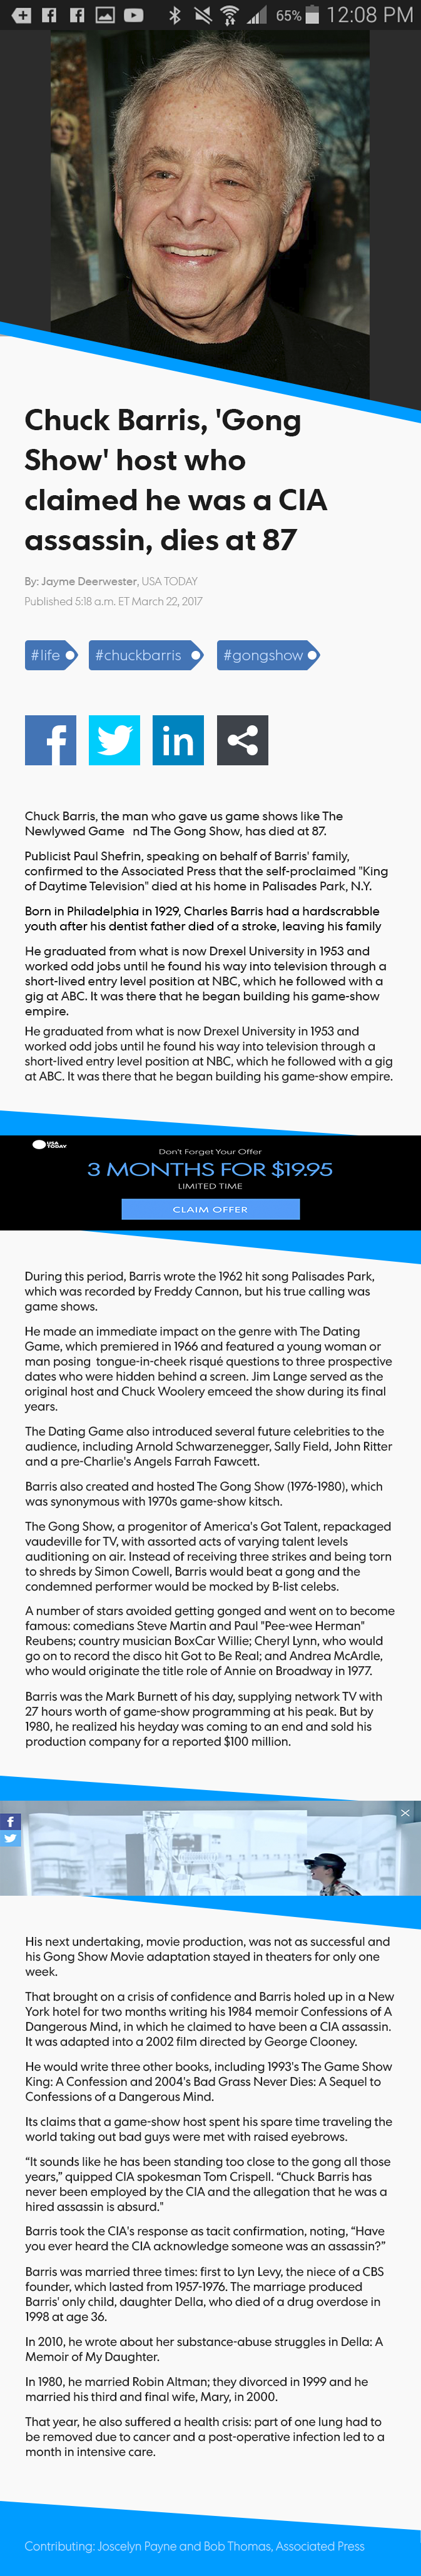 65% 12:08 PM
Chuck Barris, 'Gong
Show' host who
claimed he was a CIA
assassin, dies at 87
By: Jayme Deerwester, USA TODAY
Published 5:18 a.m. ET March 22, 2017
#life #chuckbarris #gongshow
Chuck Barris, the man who gave us game shows like The
Newlywed Game nd The Gong Show, has died at 87.
Publicist Paul Shefrin, speaking on behalf of Barris' family,
confirmed to the Associated Press that the self-proclaimed "King
of Daytime Television" died at his home in Palisades Park, N.Y.
Born in Philadelphia in 1929, Charles Barris had a hardscrabble
youth after his dentist father died of a stroke, leaving his family
He graduated from what is now Drexel University in 1953 and
worked odd jobs until he found his way into television through a
short-lived entry level position at NBC, which he followed with a
gig at ABC. It was there that he began building his game-show
empire.
He graduated from what is now Drexel University in 1953 and
worked odd jobs until he found his way into television through a
short-lived entry level position at NBC, which he followed with a gig
at ABC. It was there that he began building his game-show empire.
USA
TODAY
Don't Forget Your Offer
3 MONTHS FOR $19.95
LIMITED TIME
CLAIM OFFER
During this period, Barris wrote the 1962 hit song Palisades Park,
which was recorded by Freddy Cannon, but his true calling was
game shows.
He made an immediate impact on the genre with The Dating
Game, which premiered in 1966 and featured a young woman or
man posing tongue-in-cheek risqué questions to three prospective
dates who were hidden behind a screen. Jim Lange served as the
original host and Chuck Woolery emceed the show during its final
years.
The Dating Game also introduced several future celebrities to the
audience, including Arnold Schwarzenegger, Sally Field, John Ritter
and a pre-Charlie's Angels Farrah Fawcett.
Barris also created and hosted The Gong Show (1976-1980), which
was synonymous with 1970s game-show kitsch.
The Gong Show, a progenitor of America's Got Talent, repackaged
vaudeville for TV, with assorted acts of varying talent levels
auditioning on air. Instead of receiving three strikes and being torn
to shreds by Simon Cowell, Barris would beat a gong and the
condemned performer would be mocked by B-list celebs.
A number of stars avoided getting gonged and went on to become
famous: comedians Steve Martin and Paul "Pee-wee Herman"
Reubens; country musician BoxCar Willie; Cheryl Lynn, who would
go on to record the disco hit Got to Be Real; and Andrea McArdle,
who would originate the title role of Annie on Broadway in 1977.
Barris was the Mark Burnett of his day, supplying network TV with
27 hours worth of game-show programming at his peak. But by
1980, he realized his heyday was coming to an end and sold his
production company for a reported $100 million.
His next undertaking, movie production, was not as successful and
his Gong Show Movie adaptation stayed in theaters for only one
week.
That brought on a crisis of confidence and Barris holed up in a New
York hotel for two months writing his 1984 memoir Confessions of A
Dangerous Mind, in which he claimed to have been a CIA assassin.
It was adapted into a 2002 film directed by George Clooney.
He would write three other books, including 1993's The Game Show
King: A Confession and 2004's Bad Grass Never Dies: A Sequel to
Confessions of a Dangerous Mind.
Its claims that a game-show host spent his spare time traveling the
world taking out bad guys were met with raised eyebrows.
“It sounds like he has been standing too close to the gong all those
years,” quipped CIA spokesman Tom Crispell. “Chuck Barris has
never been employed by the CIA and the allegation that he was a
hired assassin is absurd."
Barris took the CIA's response as tacit confirmation, noting, “Have
you ever heard the CIA acknowledge someone was an assassin?”
Barris was married three times: first to Lyn Levy, the niece of a CBS
founder, which lasted from 1957-1976. The marriage produced
Barris' only child, daughter Della, who died of a drug overdose in
1998 at age 36.
In 2010, he wrote about her substance-abuse struggles in Della: A
Memoir of My Daughter.
In 1980, he married Robin Altman; they divorced in 1999 and he
married his third and final wife, Mary, in 2000.
That year, he also suffered a health crisis: part of one lung had to
be removed due to cancer and a post-operative infection led to a
month in intensive care.
Contributing: Joscelyn Payne and Bob Thomas, Associated Press